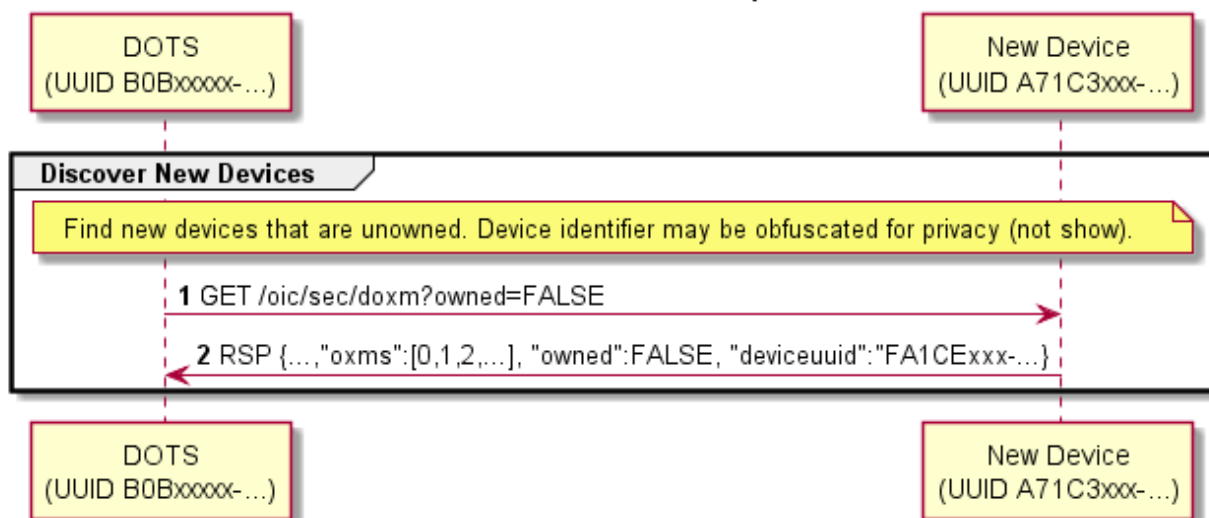 DOTS
(UUID B0Bxxxxx-...)
New Device
(UUID A71C3xxx-...)
Discover New Devices
Find new devices that are unowned. Device identifier may be obfuscated for privacy (not show).
1 GET /oic/sec/doxm?owned=FALSE
2 RSP {...,"oxms":[0,1,2,...], "owned":FALSE, "deviceuuid":"FA1CExxx-...}
DOTS
(UUID B0Bxxxxx-...)
New Device
(UUID A71C3xxx-...)